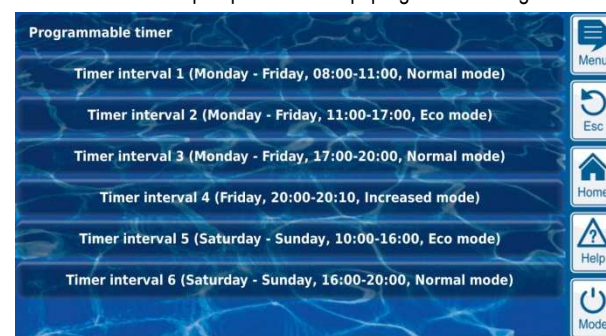 Programmable timer
Timer interval 1 (Monday - Friday, 08:00-11:00, Normal mode)
Timer interval 2 (Monday - Friday, 11:00-17:00, Eco mode)
Timer interval 3 (Monday - Friday, 17:00-20:00, Normal mode)
Timer interval 4 (Friday, 20:00-20:10, Increased mode)
Timer interval 5 (Saturday - Sunday, 10:00-16:00, Eco mode)
Timer interval 6 (Saturday - Sunday, 16:00-20:00, Normal mode)
Menu
Esc
Home
Help
Mode